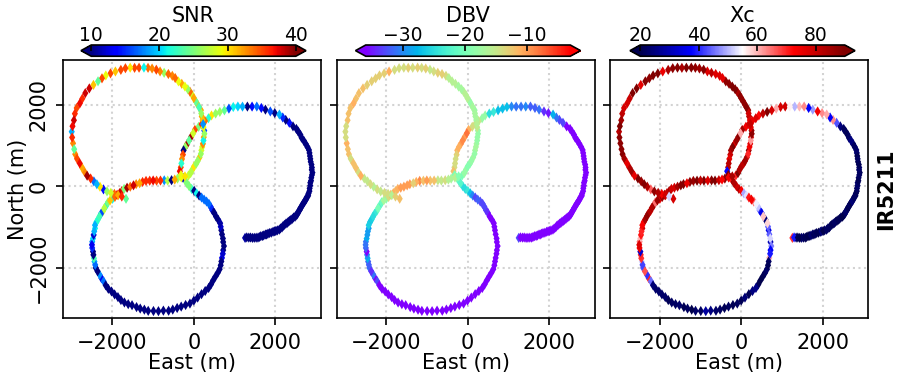 SNR DBV Xc
10 20 30 40 −30 −20 −10 20 40 60 80
North (m)
2000
0
−2000
−2000 0 2000 −2000 0 2000 −2000 0 2000
East (m) East (m) East (m)
IR5211